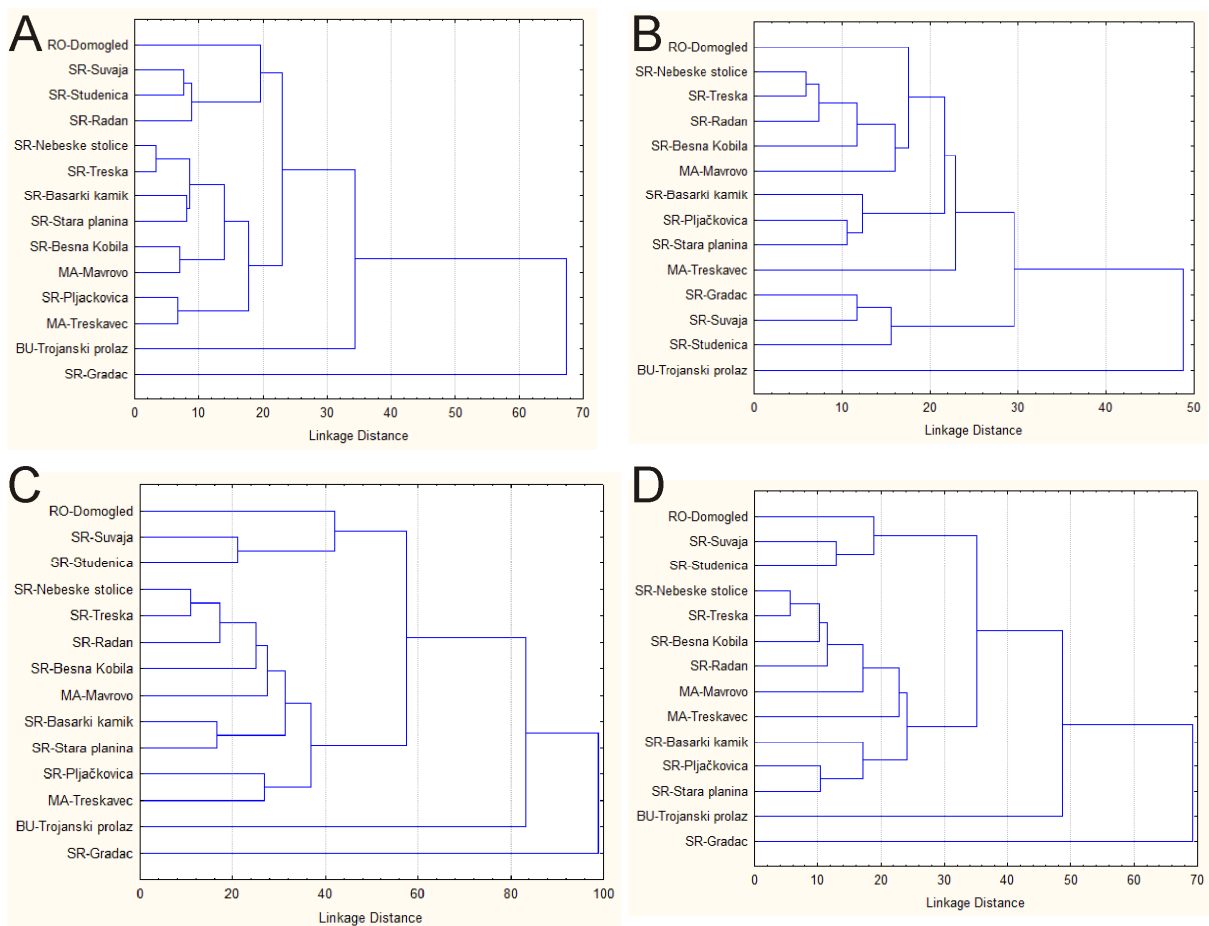 A
RO-Domogled
SR-Suvaja
SR-Studenica
SR-Radan
SR-Nebeske stolice
SR-Treska
SR-Basarki kamik
SR-Stara planina
SR-Besna Kobila
MA-Mavrovo
SR-Pljackovica
MA-Treskavec
BU-Trojanski prolaz
SR-Gradac
0 10 20 30 40 50 60 70
Linkage Distance
B
RO-Domogled
SR-Nebeske stolice
SR-Treska
SR-Radan
SR-Besna Kobila
MA-Mavrovo
SR-Basarki kamik
SR-Pljačkovica
SR-Stara planina
MA-Treskavec
SR-Gradac
SR-Suvaja
SR-Studenica
BU-Trojanski prolaz
0 10 20 30 40 50
Linkage Distance
C
RO-Domogled
SR-Suvaja
SR-Studenica
SR-Nebeske stolice
SR-Treska
SR-Radan
SR-Besna Kobila
MA-Mavrovo
SR-Basarki kamik
SR-Stara planina
SR-Pljačkovica
MA-Treskavec
BU-Trojanski prolaz
SR-Gradac
0 20 40 60 80 100
Linkage Distance
D
RO-Domogled
SR-Suvaja
SR-Studenica
SR-Nebeske stolice
SR-Treska
SR-Besna Kobila
SR-Radan
MA-Mavrovo
MA-Treskavec
SR-Basarki kamik
SR-Pljačkovica
SR-Stara planina
BU-Trojanski prolaz
SR-Gradac
0 10 20 30 40 50 60 70
Linkage Distance